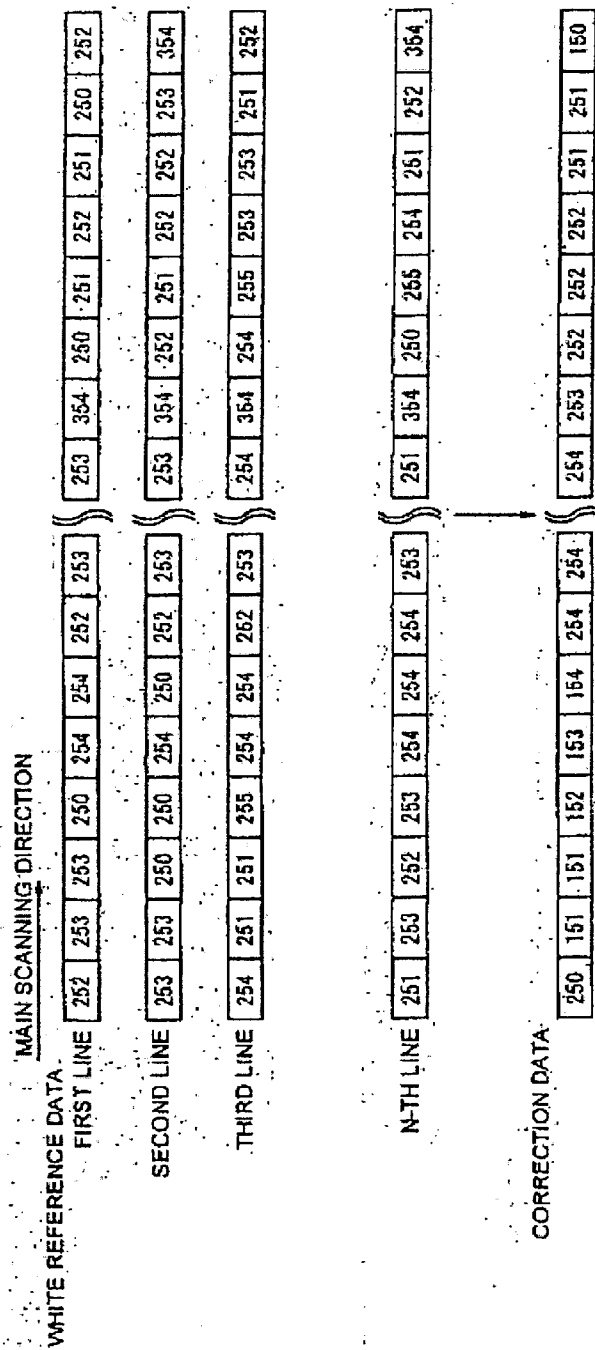 MAIN SCANNING DIRECTION
WHITE REFERENCE DATA
FIRST LINE 252 253 253 250 254 254 252 253 253 354 250 251 252 251 250 252
SECOND LINE 253 253 250 250 254 250 252 253 253 354 252 251 252 252 253 354
THIRD LINE 254 251 251 255 254 254 252 253 254 354 254 255 253 253 251 252
N-TH LINE 251 253 252 253 254 254 254 253 251 354 250 255 254 251 252 354
CORRECTION DATA
250 151 151 152 153 154 254 254 254 253 252 252 252 251 251 150